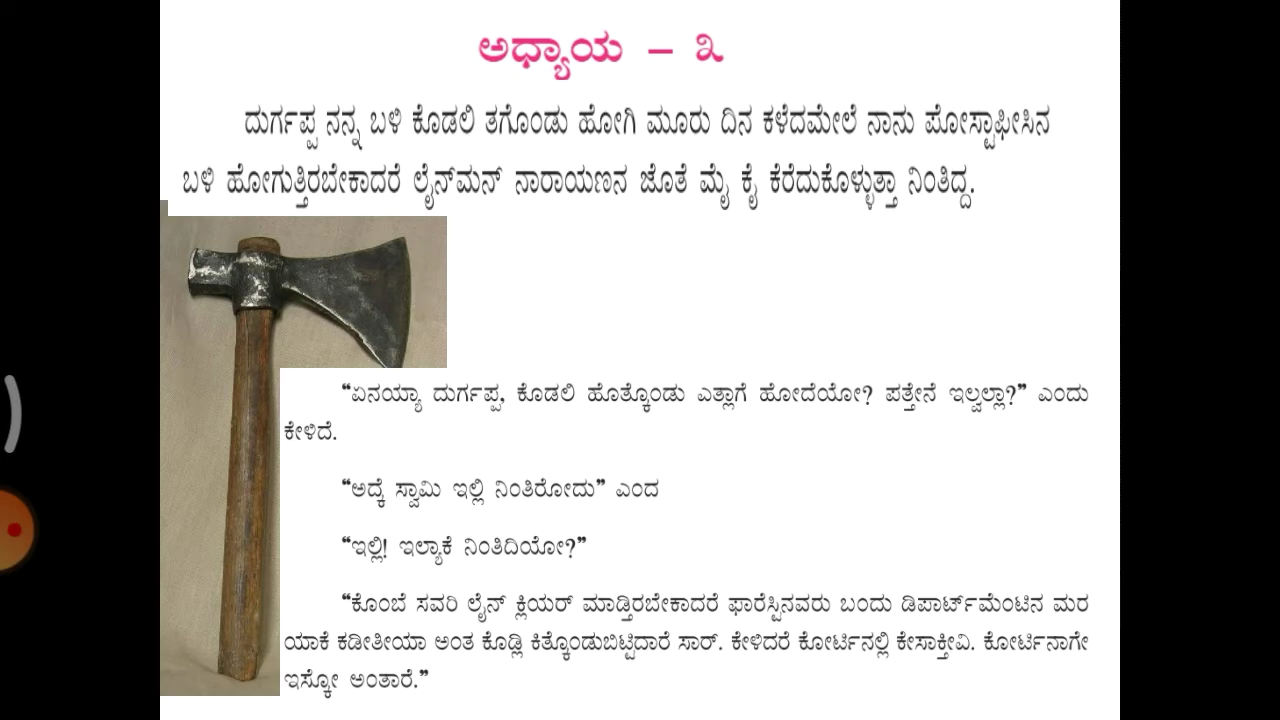 ಅಧ್ಯಾಯ – ೩
ದುರ್ಗಪ್ಪ ನನ್ನ ಬಳಿ ಕೊಡಲಿ ತಗೊಂಡು ಹೋಗಿ ಮೂರು ದಿನ ಕಳೆದಮೇಲೆ ನಾನು ಪೋಸ್ಟಾಫೀಸಿನ
ಬಳಿ ಹೋಗುತ್ತಿರಬೇಕಾದರೆ ಲೈನ್‌ಮನ್ ನಾರಾಯಣನ ಜೊತೆ ಮೈ ಕೈ ಕೆರೆದುಕೊಳ್ಳುತ್ತಾ ನಿಂತಿದ್ದ.
“ಏನಯ್ಯಾ ದುರ್ಗಪ್ಪ, ಕೊಡಲಿ ಹೊತ್ಕೊಂಡು ಎತ್ಲಾಗೆ ಹೋದೆಯೋ? ಪತ್ತೇನೆ ಇಲ್ವಲ್ಲಾ?” ಎಂದು
ಕೇಳಿದೆ.
“ಅದ್ಕೆ ಸ್ವಾಮಿ ಇಲ್ಲಿ ನಿಂತಿರೋದು” ಎಂದ
“ಇಲ್ಲಿ! ಇಲ್ಯಾಕೆ ನಿಂತಿದಿಯೋ?”
“ಕೊಂಬೆ ಸವರಿ ಲೈನ್ ಕ್ಲಿಯರ್ ಮಾಡ್ತಿರಬೇಕಾದರೆ ಫಾರೆಸ್ಟಿನವರು ಬಂದು ಡಿಪಾರ್ಟ್‌ಮೆಂಟಿನ ಮರ
ಯಾಕೆ ಕಡೀತೀಯಾ ಅಂತ ಕೊಡ್ಲಿ ಕಿತ್ಕೊಂಡುಬಿಟ್ಟಿದಾರೆ ಸಾರ್. ಕೇಳಿದರೆ ಕೋರ್ಟಿನಲ್ಲಿ ಕೇಸಾಕ್ತೀವಿ. ಕೋರ್ಟಿನಾಗೇ
ಇಸ್ಕೋ ಅಂತಾರೆ.”